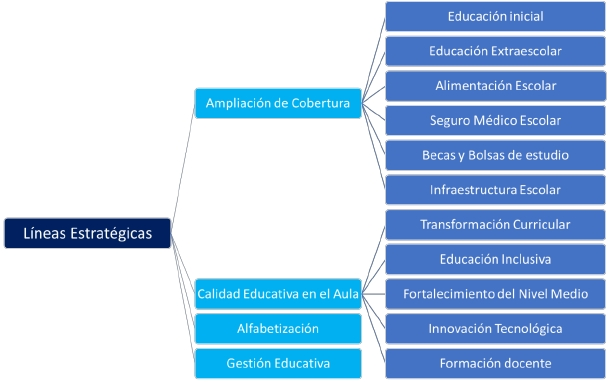 Líneas Estratégicas
Ampliación de Cobertura
Educación inicial
Educación Extraescolar
Alimentación Escolar
Seguro Médico Escolar
Becas y Bolsas de estudio
Infraestructura Escolar
Calidad Educativa en el Aula
Transformación Curricular
Educación Inclusiva
Fortalecimiento del Nivel Medio
Innovación Tecnológica
Formación docente
Alfabetización
Gestión Educativa